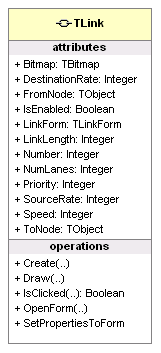 TLink
attributes
+ Bitmap: TBitmap
+ DestinationRate: Integer
+ FromNode: TObject
+ IsEnabled: Boolean
+ LinkForm: TLinkForm
+ LinkLength: Integer
+ Number: Integer
+ NumLanes: Integer
+ Priority: Integer
+ SourceRate: Integer
+ Speed: Integer
+ ToNode: TObject
operations
+ Create(..)
+ Draw(..)
+ IsClicked(..): Boolean
+ OpenForm(..)
+ SetPropertiesToForm